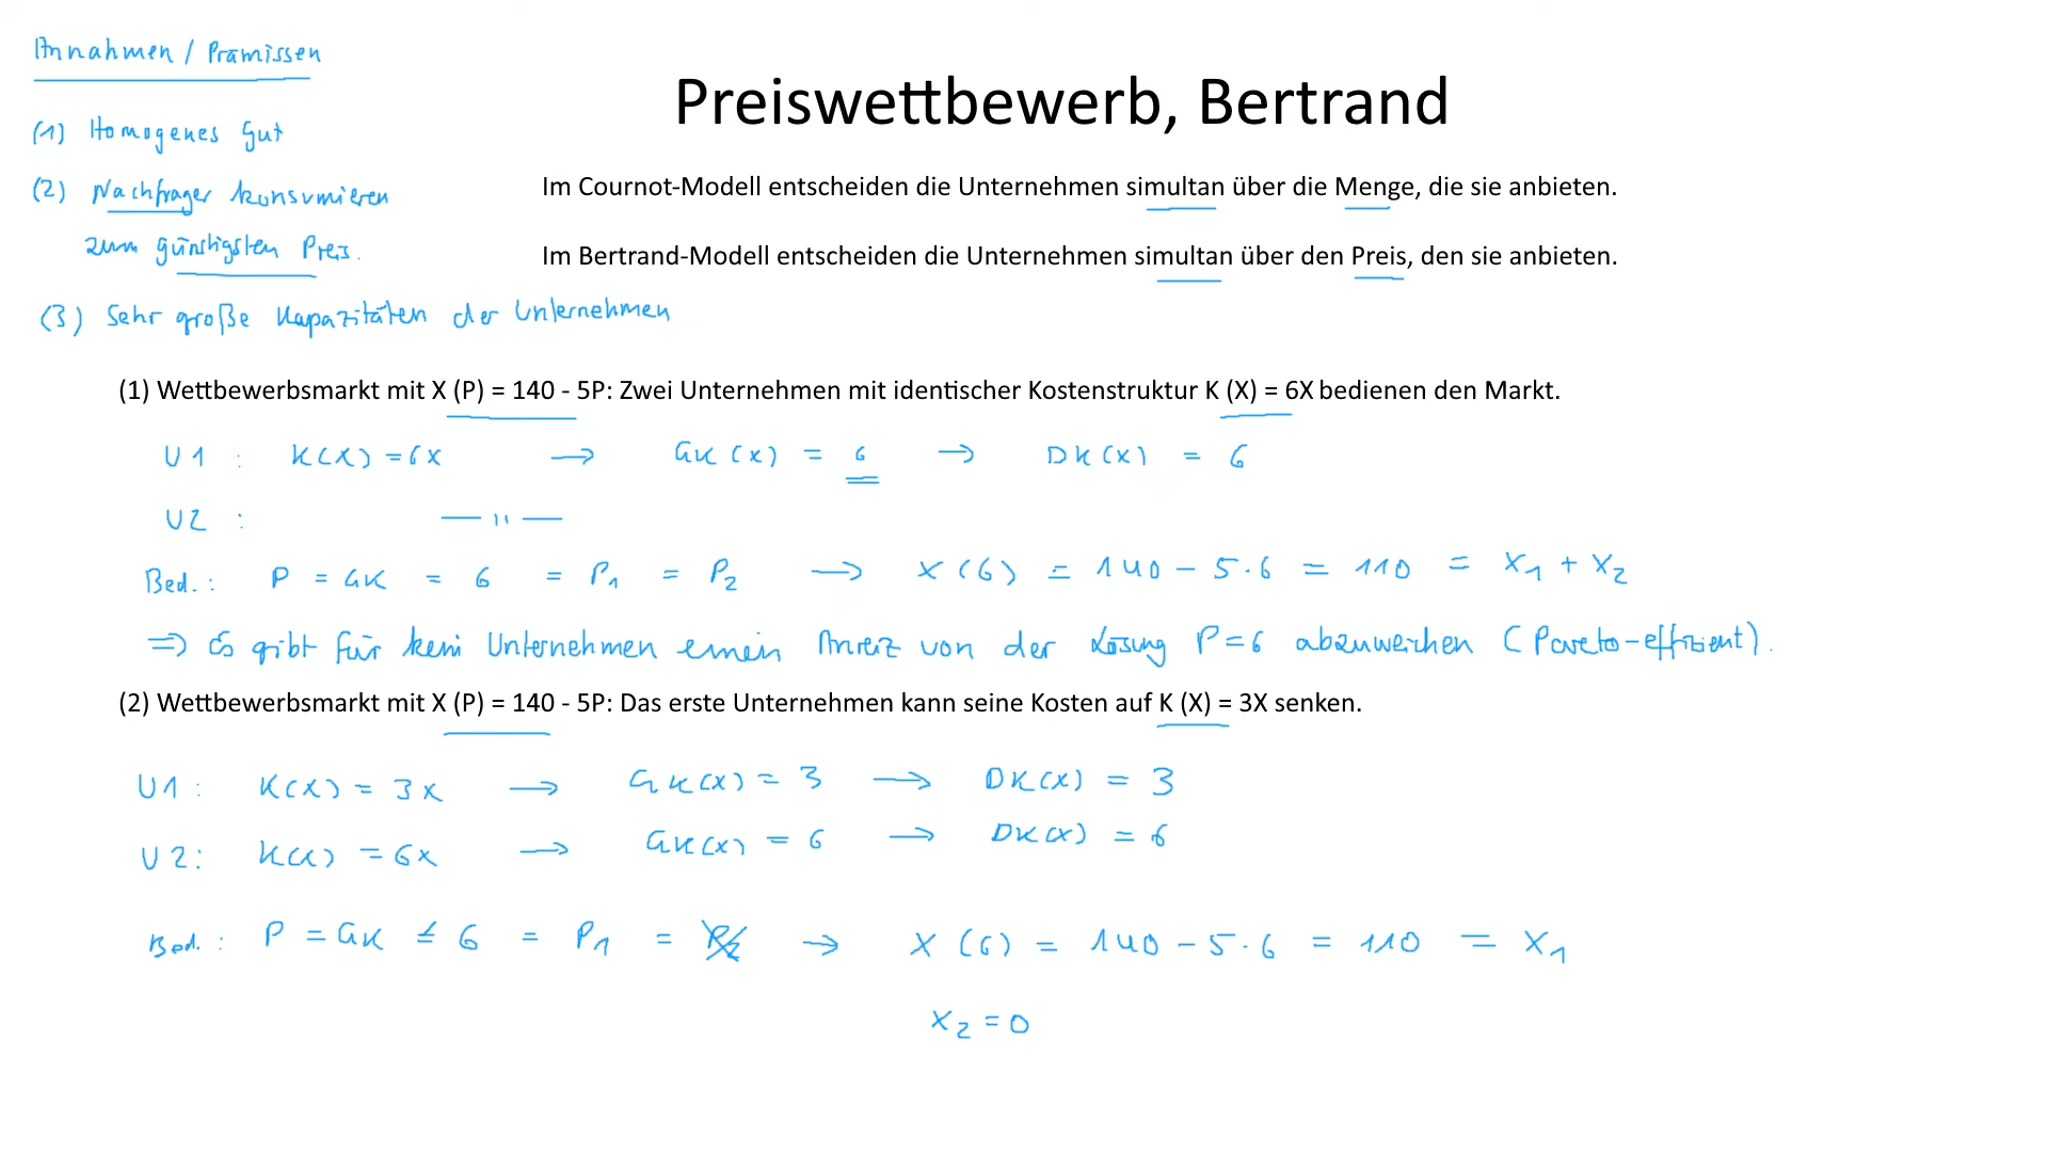 Annahmen / Prämissen
Preiswettbewerb, Bertrand
(1) Homogenes Gut
(2) Nachfrager konsumieren
zum günstigsten Preis.
(3) Sehr große Kapazitäten der Unternehmen
Im Cournot-Modell entscheiden die Unternehmen simultan über die Menge, die sie anbieten.
Im Bertrand-Modell entscheiden die Unternehmen simultan über den Preis, den sie anbieten.
(1) Wettbewerbsmarkt mit X (P) = 140 - 5P: Zwei Unternehmen mit identischer Kostenstruktur K (X) = 6X bedienen den Markt.
U1 : K(X) = 6X → GK(X) = 6 → DK(X) = 6
U2 : — " —
Bed.: P = GK = 6 = P₁ = P₂ → X(6) = 140 - 5·6 = 110 = X₁ + X₂
⇒ Es gibt für kein Unternehmen einen Anreiz von der Lösung P=6 abzuweichen (Pareto-effizient).
(2) Wettbewerbsmarkt mit X (P) = 140 - 5P: Das erste Unternehmen kann seine Kosten auf K (X) = 3X senken.
U1: K(X) = 3X → GK(X) = 3 → DK(X) = 3
U2: K(X) = 6X → GK(X) = 6 → DK(X) = 6
Bed.: P = GK ≤ 6 = P₁ = → X(6) = 140 - 5·6 = 110 = X₁
X₂ = 0